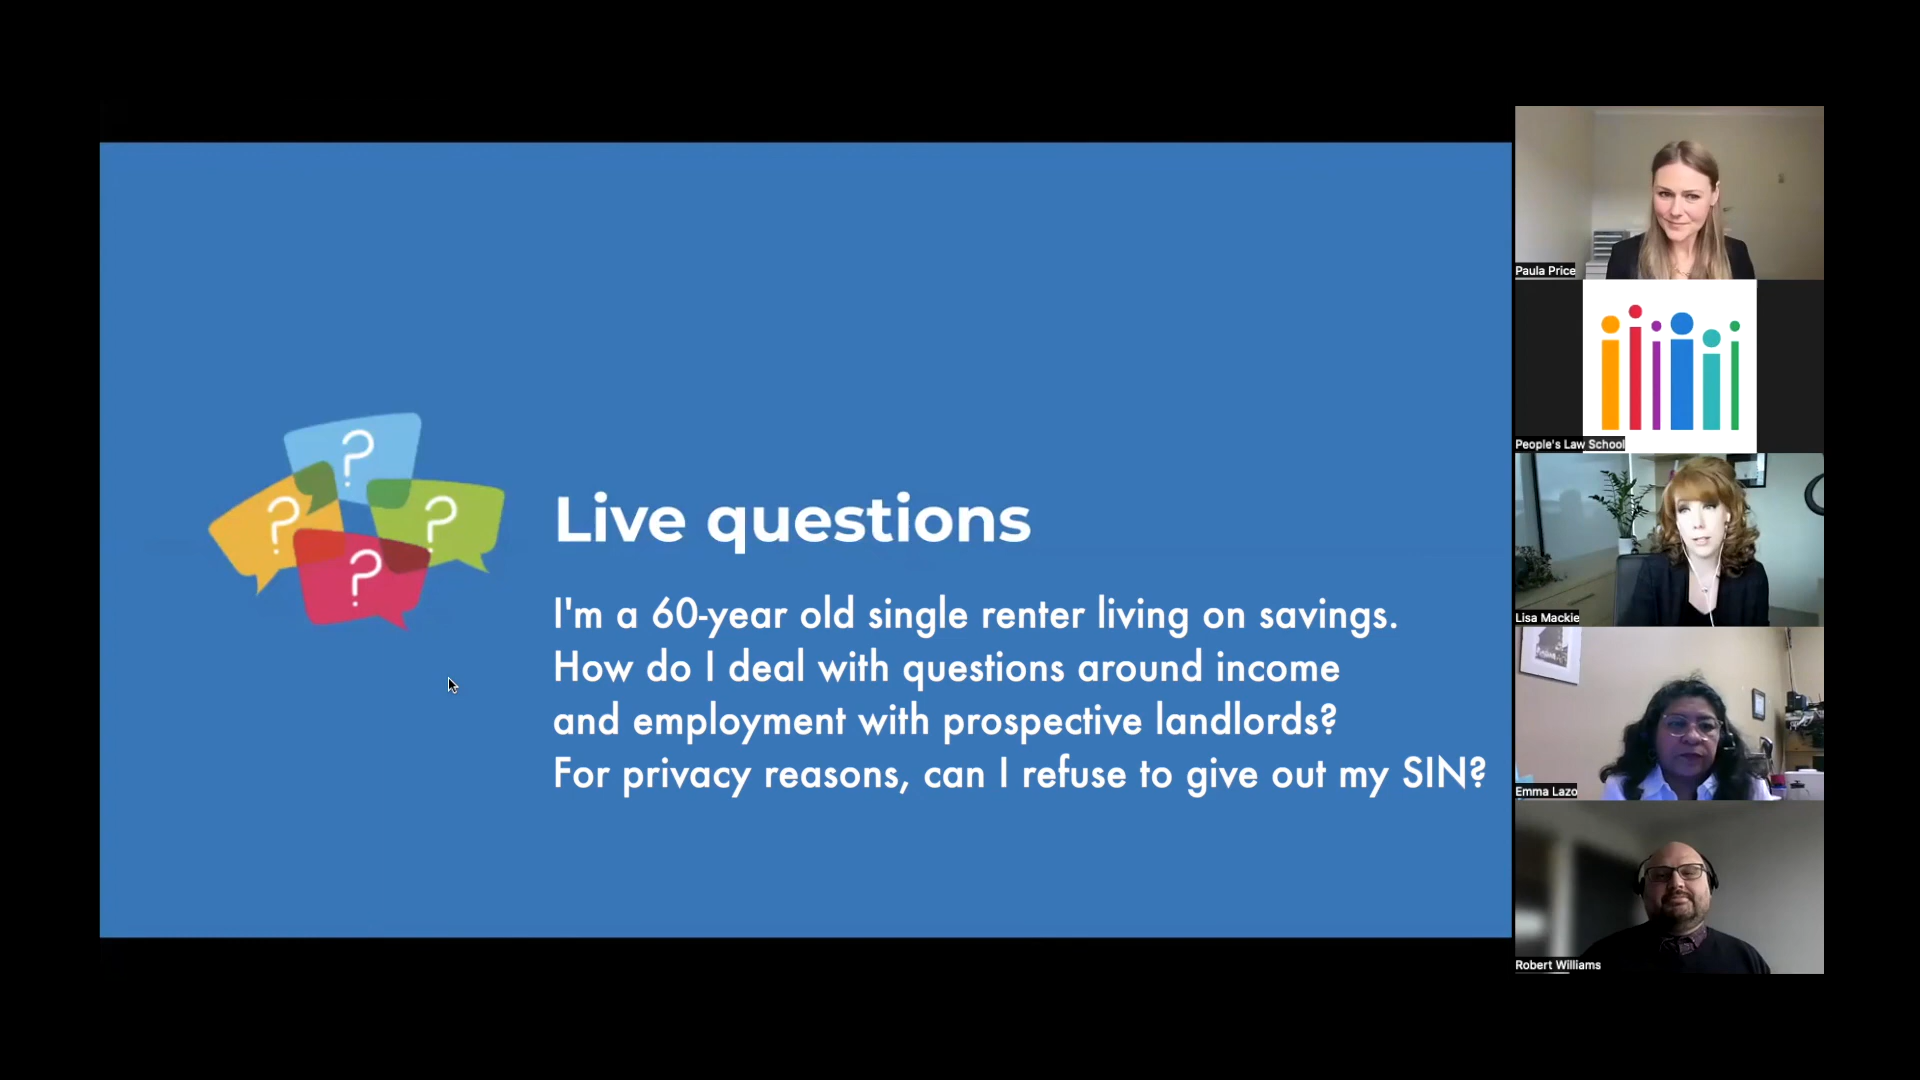 Live questions
I'm a 60-year old single renter living on savings.
How do I deal with questions around income
and employment with prospective landlords?
For privacy reasons, can I refuse to give out my SIN?
? 
?
?
?
Paula Price
People's Law School
Lisa Mackie
Emma Lazo
Robert Williams